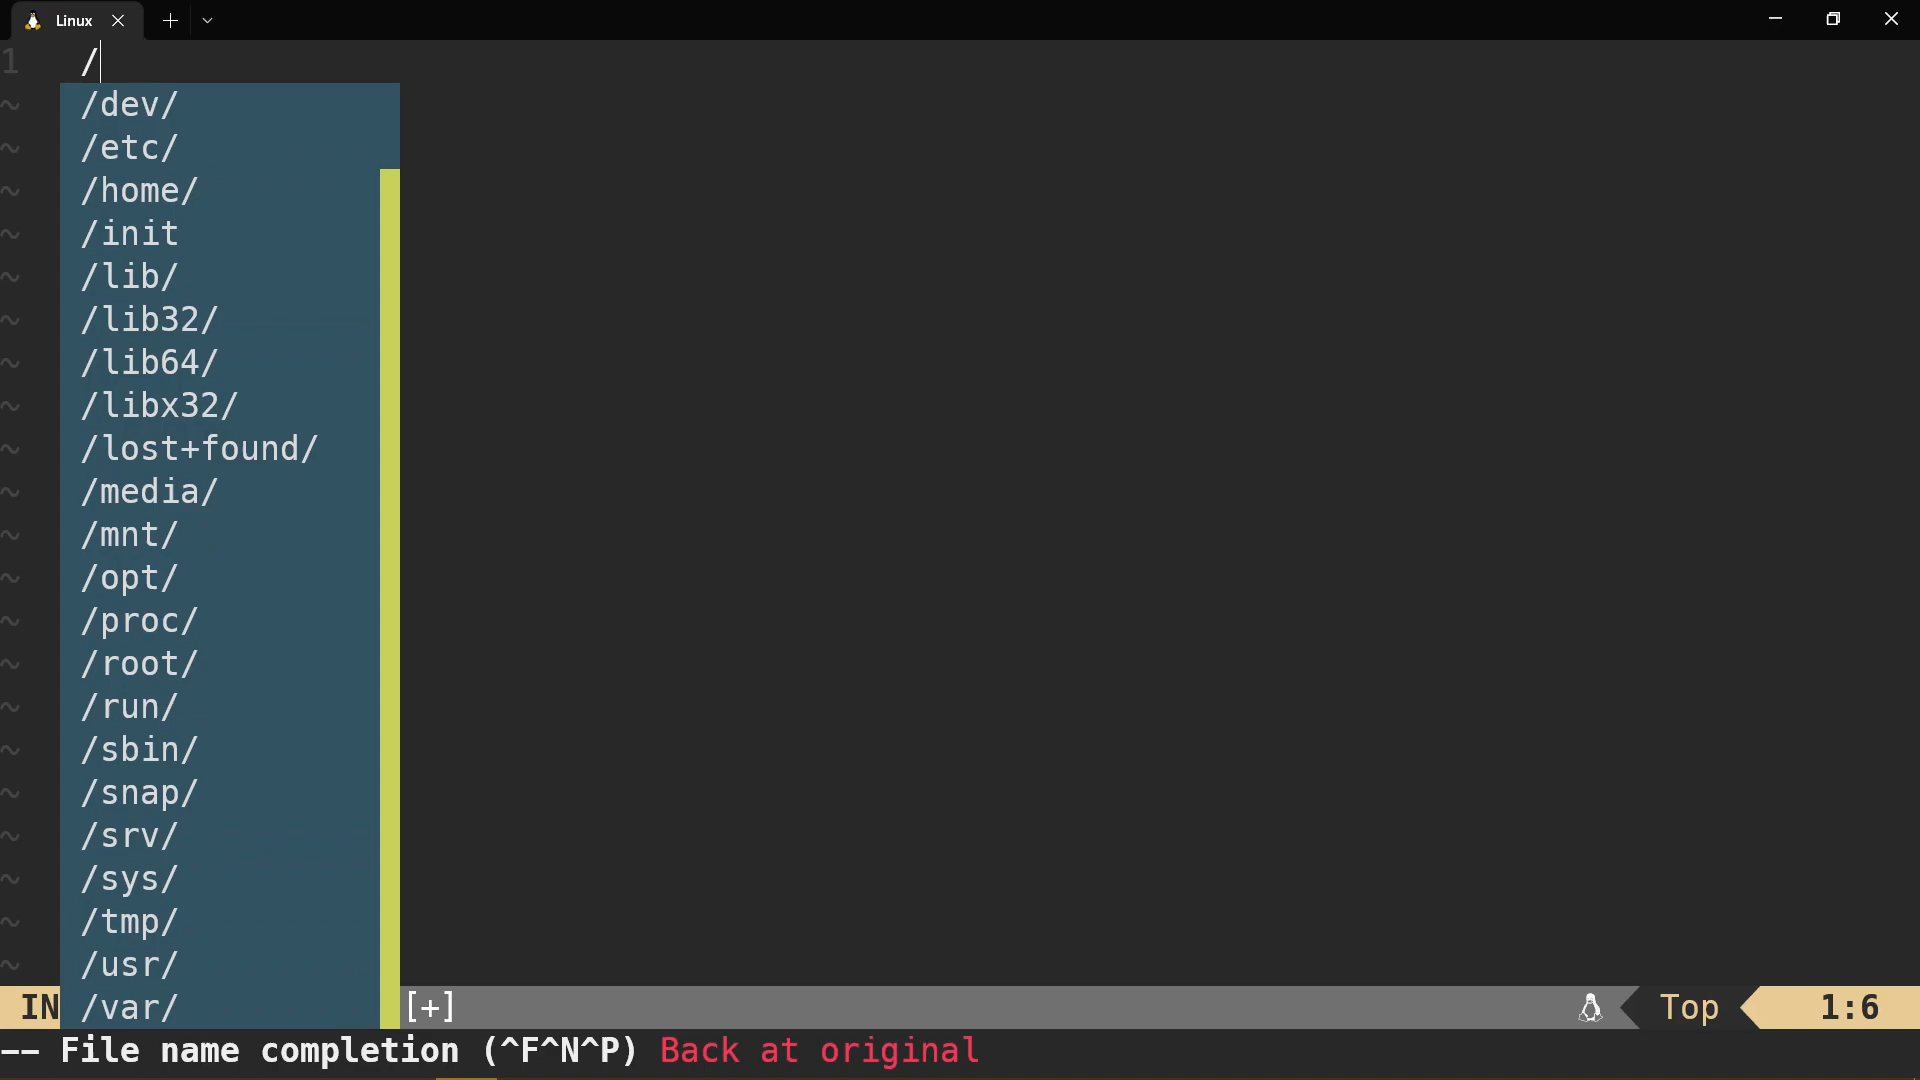 Linux
1 /
~ /dev/
~ /etc/
~ /home/
~ /init
~ /lib/
~ /lib32/
~ /lib64/
~ /libx32/
~ /lost+found/
~ /media/
~ /mnt/
~ /opt/
~ /proc/
~ /root/
~ /run/
~ /sbin/
~ /snap/
~ /srv/
~ /sys/
~ /tmp/
~ /usr/
IN /var/ [+] Top 1:6
-- File name completion (^F^N^P) Back at original